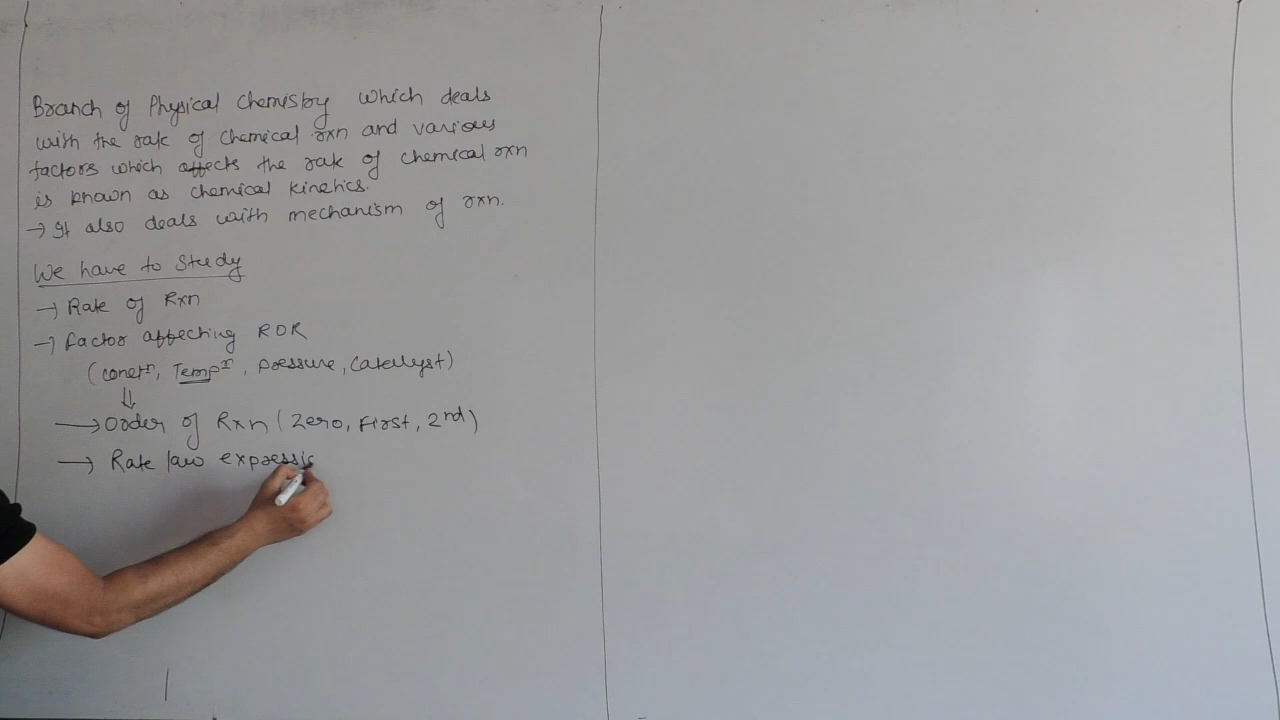 Branch of Physical Chemistry which deals
with the rate of chemical rxn and various
factors which affects the rate of chemical rxn
is known as chemical kinetics.
→ It also deals with mechanism of rxn.
We have to Study
→ Rate of Rxn
→ Factor affecting ROR
(concⁿ, Tempʳ, Pressure, Catalyst)
⇓
→ Order of Rxn (Zero, First, 2nd)
→ Rate law expressi